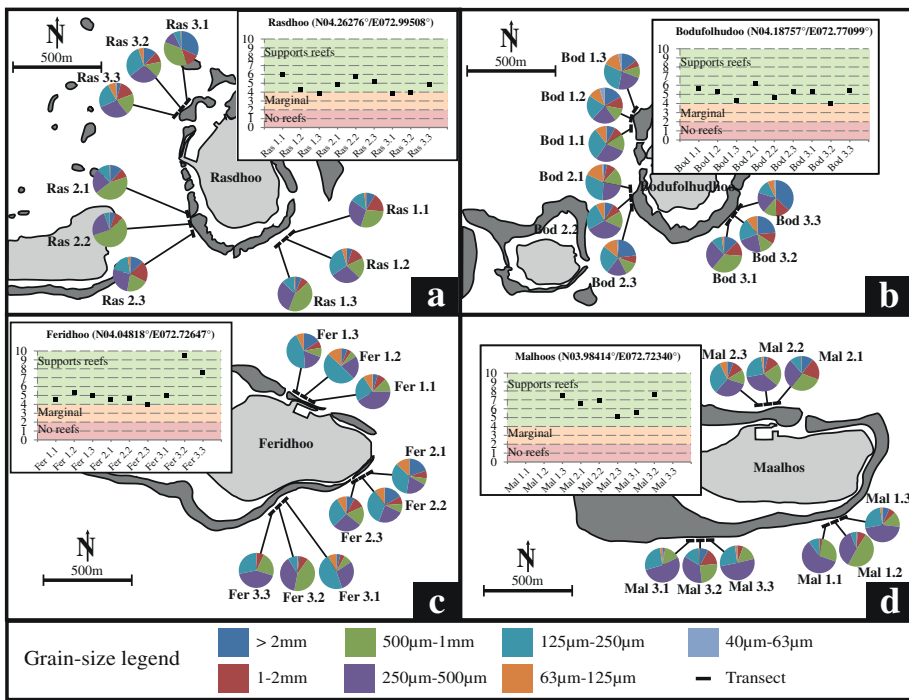 N
500m
Ras 3.1
Ras 3.2
Ras 3.3
Rasdhoo (N04.26276°/E072.99508°)
10
9
8
7
6
5
4
3
2
1
0
Supports reefs
Marginal
No reefs
Ras 1.1
Ras 1.2
Ras 1.3
Ras 2.1
Ras 2.2
Ras 2.3
Ras 3.1
Ras 3.2
Ras 3.3
Rasdhoo
Ras 2.1
Ras 2.2
Ras 2.3
Ras 1.1
Ras 1.2
Ras 1.3
a
N
500m
Bod 1.3
Bod 1.2
Bod 1.1
Bod 2.1
Bod 2.2
Bod 2.3
Bodufolhudoo (N04.18757°/E072.77099°)
10
9
8
7
6
5
4
3
2
1
0
Supports reefs
Marginal
No reefs
Bod 1.1
Bod 1.2
Bod 1.3
Bod 2.1
Bod 2.2
Bod 2.3
Bod 3.1
Bod 3.2
Bod 3.3
Bodufolhudhoo
Bod 3.3
Bod 3.2
Bod 3.1
b
Feridhoo (N04.04818°/E072.72647°)
10
9
8
7
6
5
4
3
2
1
0
Supports reefs
Marginal
No reefs
Fer 1.1
Fer 1.2
Fer 1.3
Fer 2.1
Fer 2.2
Fer 2.3
Fer 3.1
Fer 3.2
Fer 3.3
Fer 1.3
Fer 1.2
Fer 1.1
Feridhoo
Fer 2.1
Fer 2.2
Fer 2.3
Fer 3.3
Fer 3.2
Fer 3.1
N
500m
c
Malhoos (N03.98414°/E072.72340°)
10
9
8
7
6
5
4
3
2
1
0
Supports reefs
Marginal
No reefs
Mal 1.1
Mal 1.2
Mal 1.3
Mal 2.1
Mal 2.2
Mal 2.3
Mal 3.1
Mal 3.2
Mal 3.3
Mal 2.3
Mal 2.2
Mal 2.1
Maalhos
Mal 1.3
Mal 1.2
Mal 1.1
Mal 3.1
Mal 3.2
Mal 3.3
N
500m
d
Grain-size legend
> 2mm
500µm-1mm
125µm-250µm
40µm-63µm
1-2mm
250µm-500µm
63µm-125µm
Transect